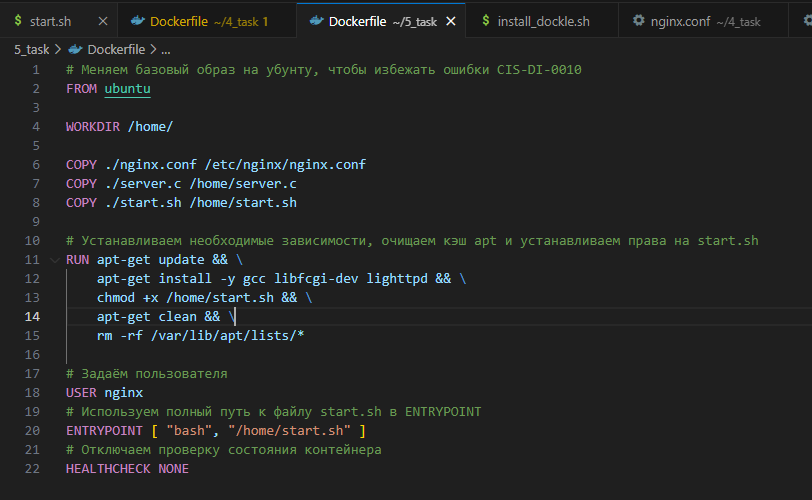 start.sh
Dockerfile ~/4_task 1
Dockerfile ~/5_task
install_dockle.sh
nginx.conf ~/4_task
5_task > Dockerfile > ...
1 # Меняем базовый образ на убунту, чтобы избежать ошибки CIS-DI-0010
2 FROM ubuntu
3
4 WORKDIR /home/
5
6 COPY ./nginx.conf /etc/nginx/nginx.conf
7 COPY ./server.c /home/server.c
8 COPY ./start.sh /home/start.sh
9
10 # Устанавливаем необходимые зависимости, очищаем кэш apt и устанавливаем права на start.sh
11 RUN apt-get update && \
12 apt-get install -y gcc libfcgi-dev lighttpd && \
13 chmod +x /home/start.sh && \
14 apt-get clean && \
15 rm -rf /var/lib/apt/lists/*
16
17 # Задаём пользователя
18 USER nginx
19 # Используем полный путь к файлу start.sh в ENTRYPOINT
20 ENTRYPOINT [ "bash", "/home/start.sh" ]
21 # Отключаем проверку состояния контейнера
22 HEALTHCHECK NONE